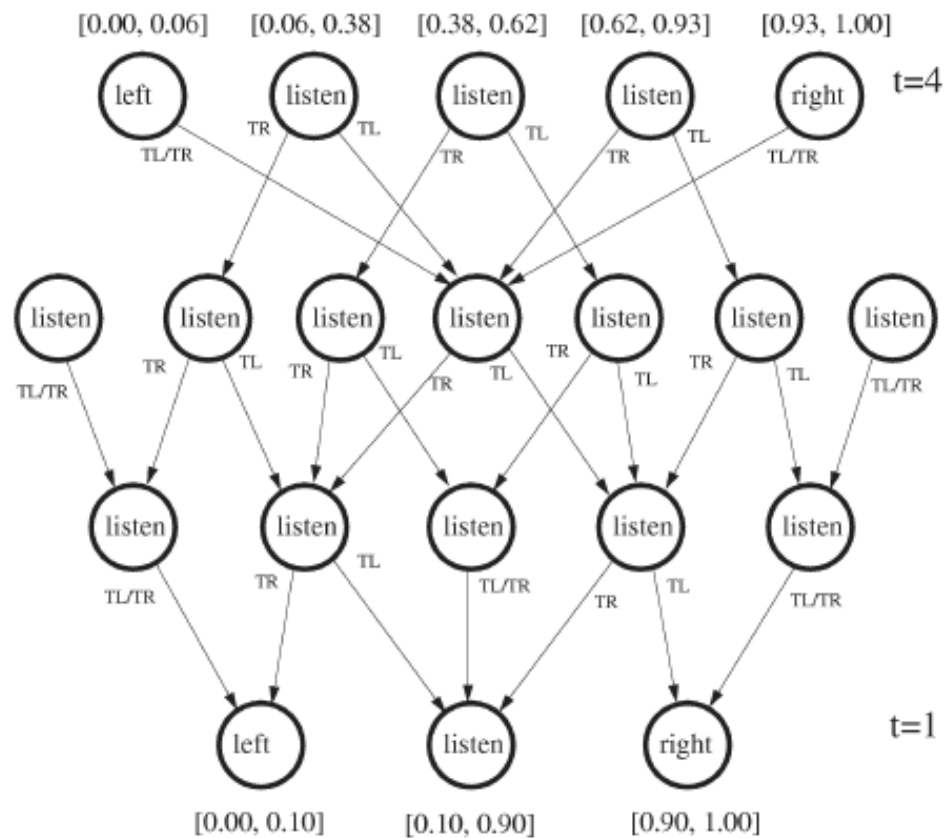 [0.00, 0.06] [0.06, 0.38] [0.38, 0.62] [0.62, 0.93] [0.93, 1.00]
left listen listen listen right t=4
TR TL TL TL
TL/TR TR TR TL/TR
listen listen listen listen listen listen listen
TR TL TR TL TR TL TR TL TR TL
TL/TR TL/TR
listen listen listen listen listen
TR TL TR TL
TL/TR TL/TR TL/TR
left listen right t=1
[0.00, 0.10] [0.10, 0.90] [0.90, 1.00]